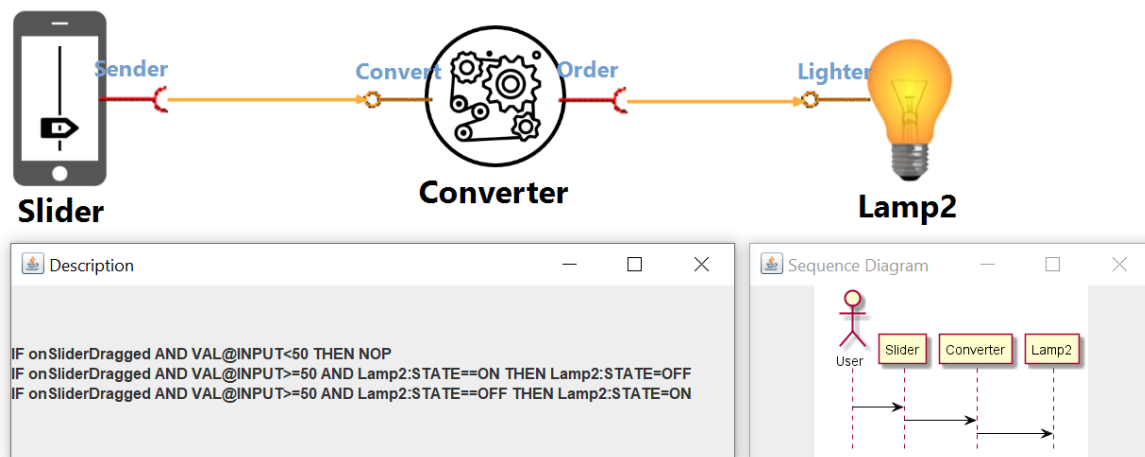 Sender
Convert
Order
Lighter
Slider
Converter
Lamp2
Description
IF onSliderDragged AND VAL@INPUT<50 THEN NOP
IF onSliderDragged AND VAL@INPUT>=50 AND Lamp2:STATE==ON THEN Lamp2:STATE=OFF
IF onSliderDragged AND VAL@INPUT>=50 AND Lamp2:STATE==OFF THEN Lamp2:STATE=ON
Sequence Diagram
User
Slider
Converter
Lamp2